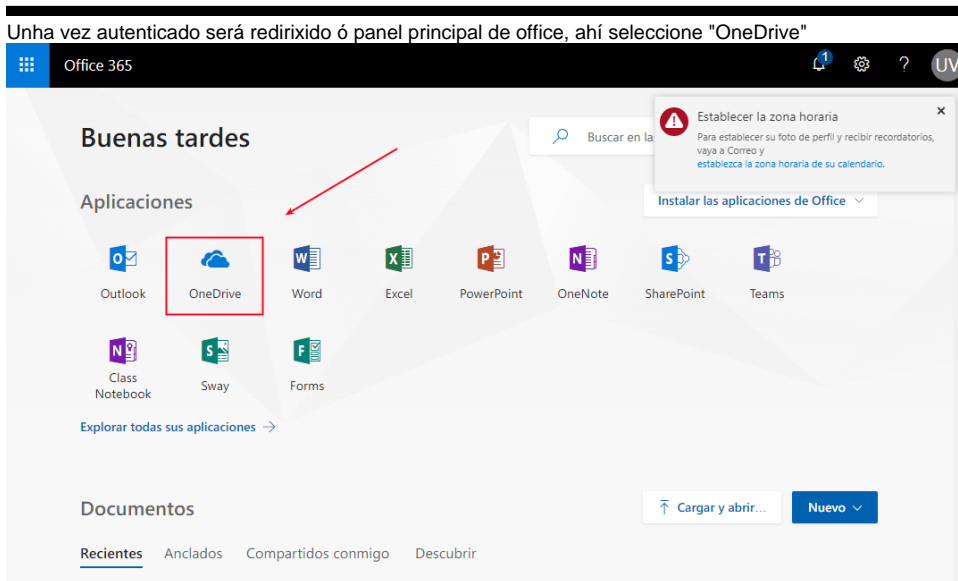 Unha vez autenticado será redirixido ó panel principal de office, ahí seleccione "OneDrive"
Office 365
1
?
UV
Buenas tardes
Buscar en la
Establecer la zona horaria
Para establecer su foto de perfil y recibir recordatorios,
vaya a Correo y
establezca la zona horaria de su calendario.
Aplicaciones
Instalar las aplicaciones de Office
Outlook
OneDrive
Word
Excel
PowerPoint
OneNote
SharePoint
Teams
Class
Notebook
Sway
Forms
Explorar todas sus aplicaciones →
Documentos
Cargar y abrir...
Nuevo
Recientes
Anclados
Compartidos conmigo
Descubrir